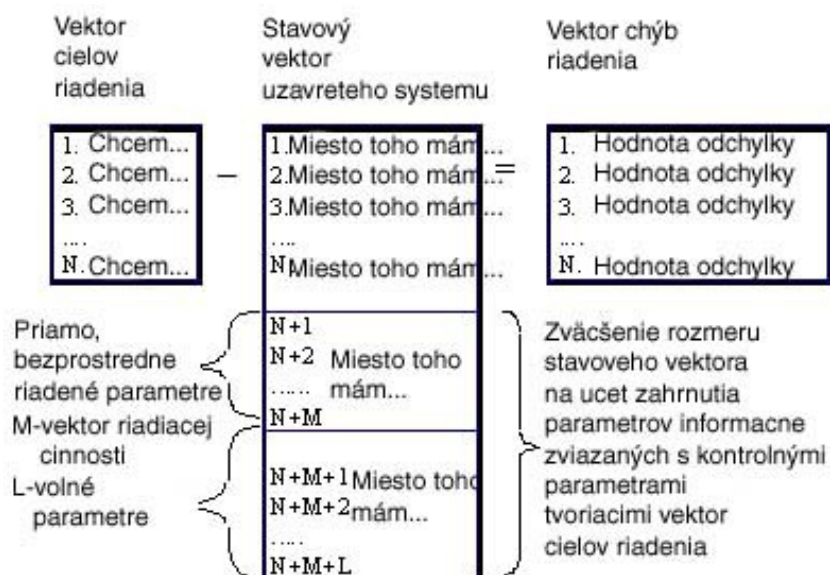 Vektor
cielov
riadenia
Stavový
vektor
uzavreteho systemu
Vektor chýb
riadenia
1. Chcem...
2. Chcem...
3. Chcem...
....
N. Chcem...
–
1.Miesto toho mám...
2.Miesto toho mám...
3.Miesto toho mám...
....
N Miesto toho mám...
=
1. Hodnota odchylky
2. Hodnota odchylky
3. Hodnota odchylky
....
N. Hodnota odchylky
Priamo,
bezprostredne
riadené parametre
M-vektor riadiacej
cinnosti
L-volné
parametre
N+1
N+2 Miesto toho
...... mám...
N+M
N+M+1 Miesto toho
N+M+2 mám...
.....
N+M+L
Zväcšenie rozmeru
stavoveho vektora
na ucet zahrnutia
parametrov informacne
zviazaných s kontrolnými
parametrami
tvoriacimi vektor
cielov riadenia